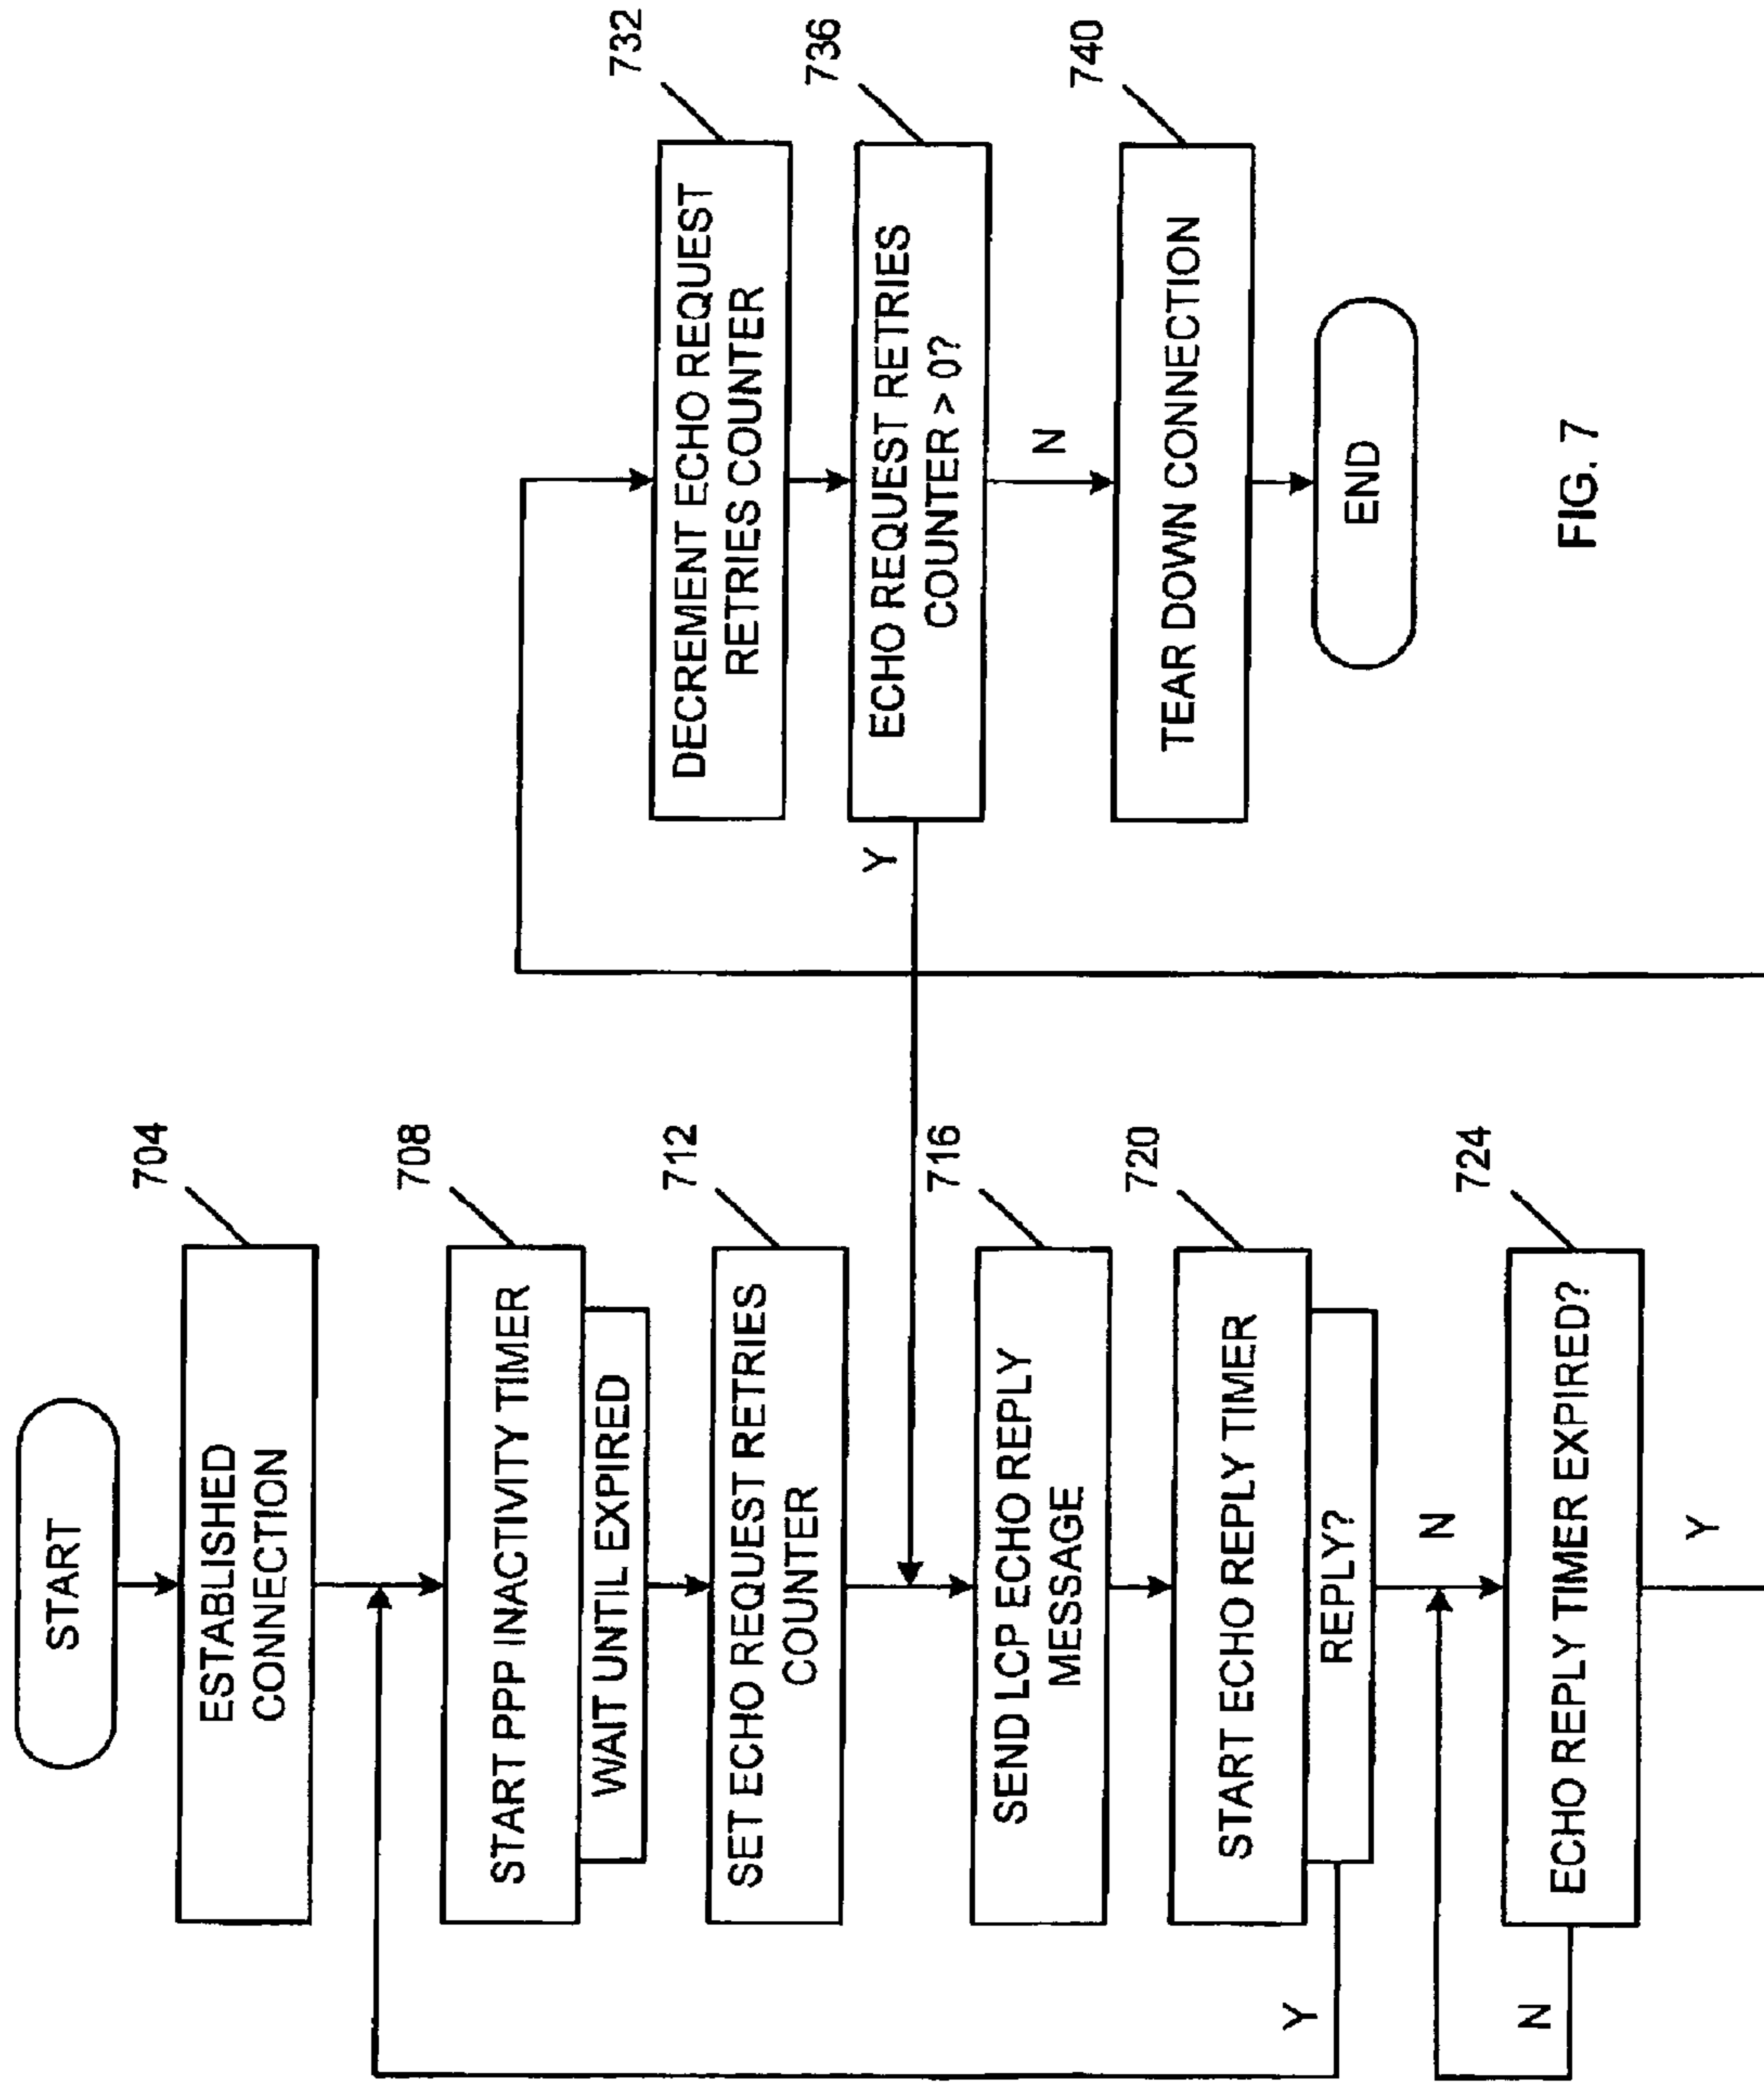 START
704
ESTABLISHED
CONNECTION
708
START PPP INACTIVITY TIMER
WAIT UNTIL EXPIRED
712
SET ECHO REQUEST RETRIES
COUNTER
716
SEND LCP ECHO REPLY
MESSAGE
720
START ECHO REPLY TIMER
REPLY?
Y
N
724
ECHO REPLY TIMER EXPIRED?
N
Y
732
DECREMENT ECHO REQUEST
RETRIES COUNTER
736
ECHO REQUEST RETRIES
COUNTER > 0?
Y
N
740
TEAR DOWN CONNECTION
END
FIG. 7